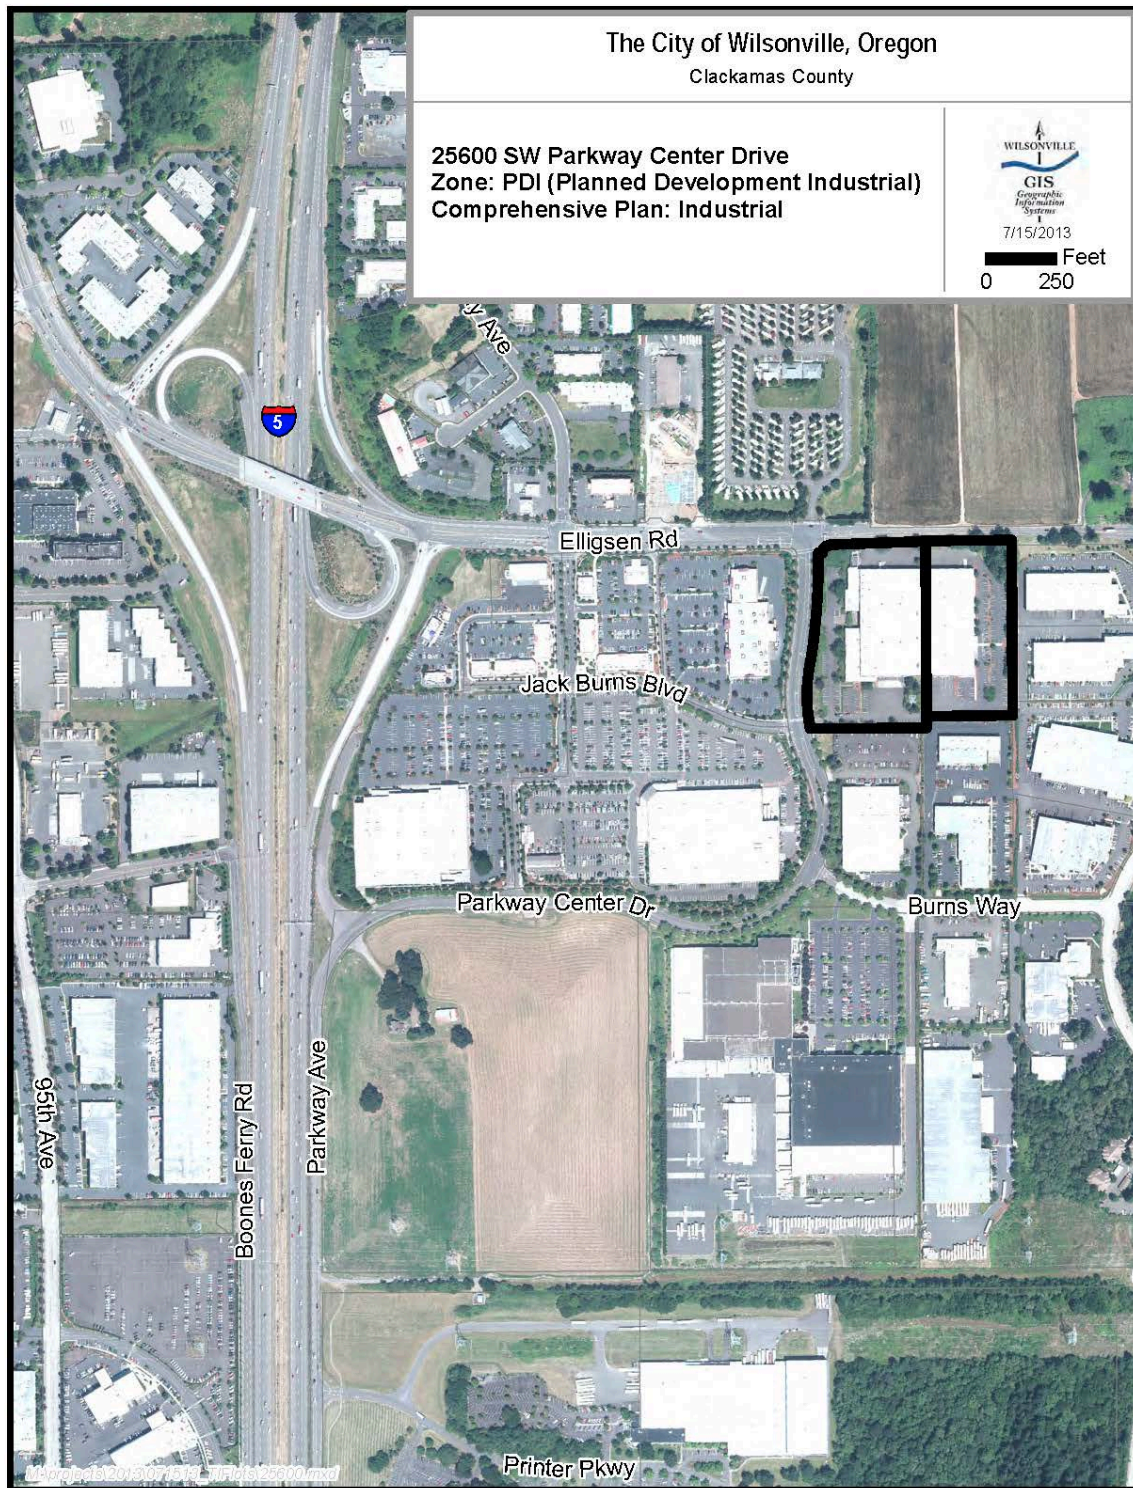 The City of Wilsonville, Oregon
Clackamas County
25600 SW Parkway Center Drive
Zone: PDI (Planned Development Industrial)
Comprehensive Plan: Industrial
WILSONVILLE
GIS
Geographic
Information
Systems
7/15/2013
Feet
0 250
y Ave
5
Elligsen Rd
Jack Burns Blvd
Parkway Center Dr
Burns Way
95th Ave
Boones Ferry Rd
Parkway Ave
Printer Pkwy